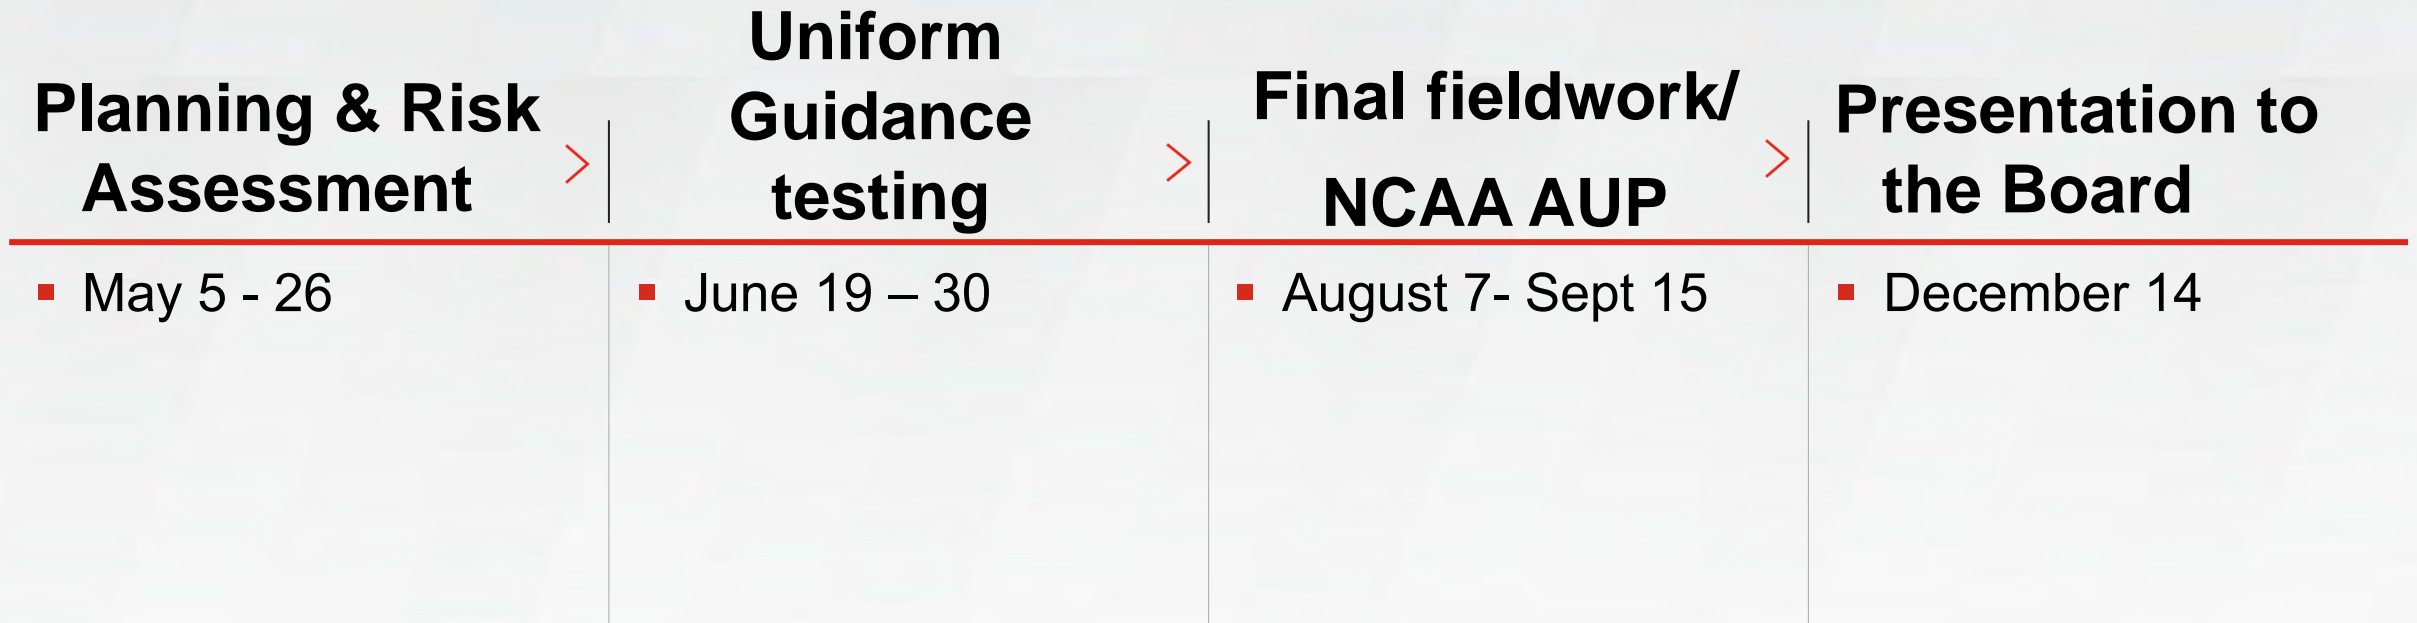 Planning & Risk
Assessment
Uniform
Guidance
testing
Final fieldwork/
NCAA AUP
Presentation to
the Board
May 5 - 26
June 19 – 30
August 7- Sept 15
December 14